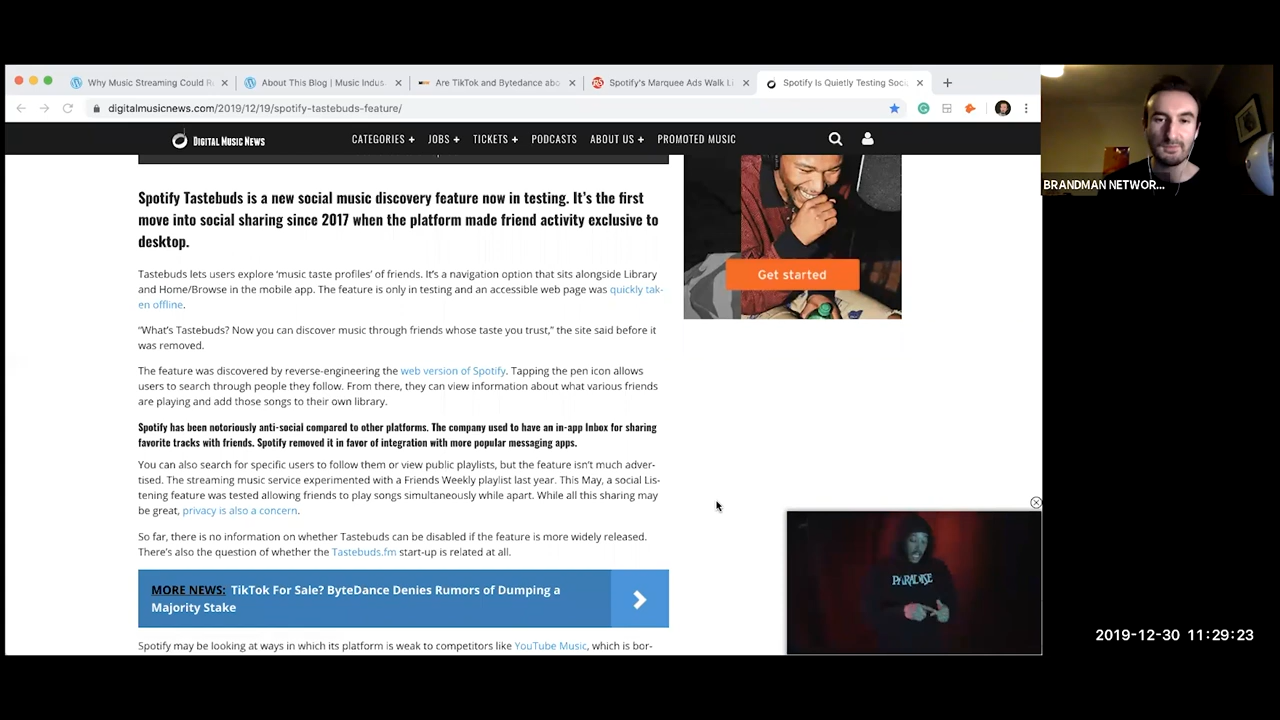 Why Music Streaming Could R
About This Blog | Music Indus
Are TikTok and Bytedance abo
Spotify's Marquee Ads Walk Li
Spotify Is Quietly Testing Soci
digitalmusicnews.com/2019/12/19/spotify-tastebuds-feature/
DIGITAL MUSIC NEWS
CATEGORIES +
JOBS +
TICKETS +
PODCASTS
ABOUT US +
PROMOTED MUSIC
BRANDMAN NETWOR...
Spotify Tastebuds is a new social music discovery feature now in testing. It's the first
move into social sharing since 2017 when the platform made friend activity exclusive to
desktop.
Tastebuds lets users explore 'music taste profiles' of friends. It's a navigation option that sits alongside Library
and Home/Browse in the mobile app. The feature is only in testing and an accessible web page was quickly tak-
en offline.
"What's Tastebuds? Now you can discover music through friends whose taste you trust," the site said before it
was removed.
The feature was discovered by reverse-engineering the web version of Spotify. Tapping the pen icon allows
users to search through people they follow. From there, they can view information about what various friends
are playing and add those songs to their own library.
Spotify has been notoriously anti-social compared to other platforms. The company used to have an in-app Inbox for sharing
favorite tracks with friends. Spotify removed it in favor of integration with more popular messaging apps.
You can also search for specific users to follow them or view public playlists, but the feature isn't much adver-
tised. The streaming music service experimented with a Friends Weekly playlist last year. This May, a social Lis-
tening feature was tested allowing friends to play songs simultaneously while apart. While all this sharing may
be great, privacy is also a concern.
So far, there is no information on whether Tastebuds can be disabled if the feature is more widely released.
There's also the question of whether the Tastebuds.fm start-up is related at all.
MORE NEWS: TikTok For Sale? ByteDance Denies Rumors of Dumping a
Majority Stake
Spotify may be looking at ways in which its platform is weak to competitors like YouTube Music, which is bor-
Get started
PARADISE
2019-12-30 11:29:23